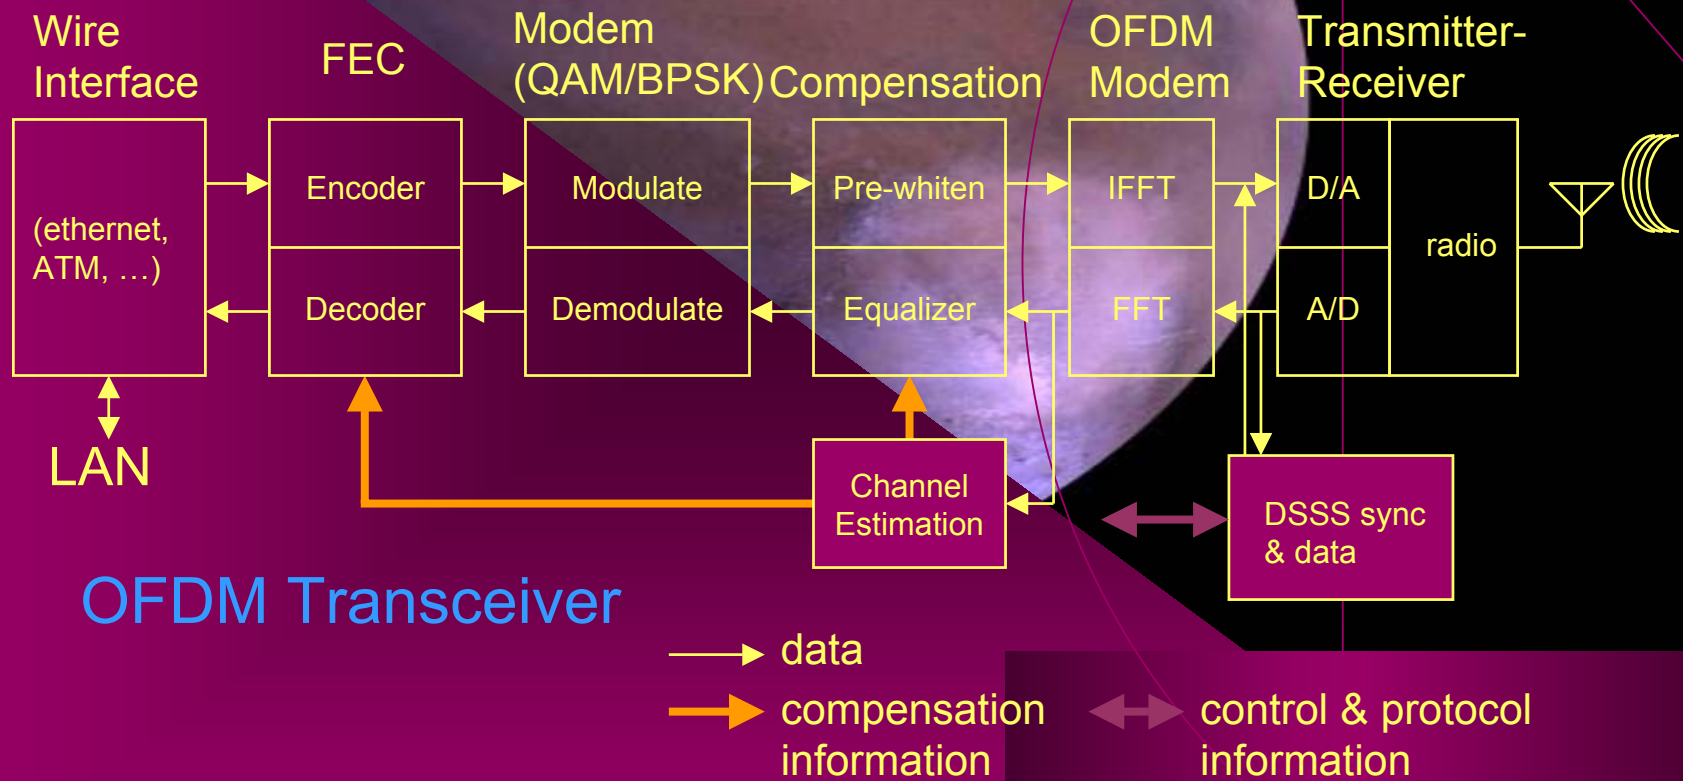 Wire
Interface
FEC
Modem
(QAM/BPSK)
Compensation
OFDM
Modem
Transmitter-
Receiver
(ethernet,
ATM, …)
Encoder
Modulate
Pre-whiten
IFFT
D/A
radio
Decoder
Demodulate
Equalizer
FFT
A/D
LAN
Channel
Estimation
DSSS sync
& data
OFDM Transceiver
data
compensation
information
control & protocol
information